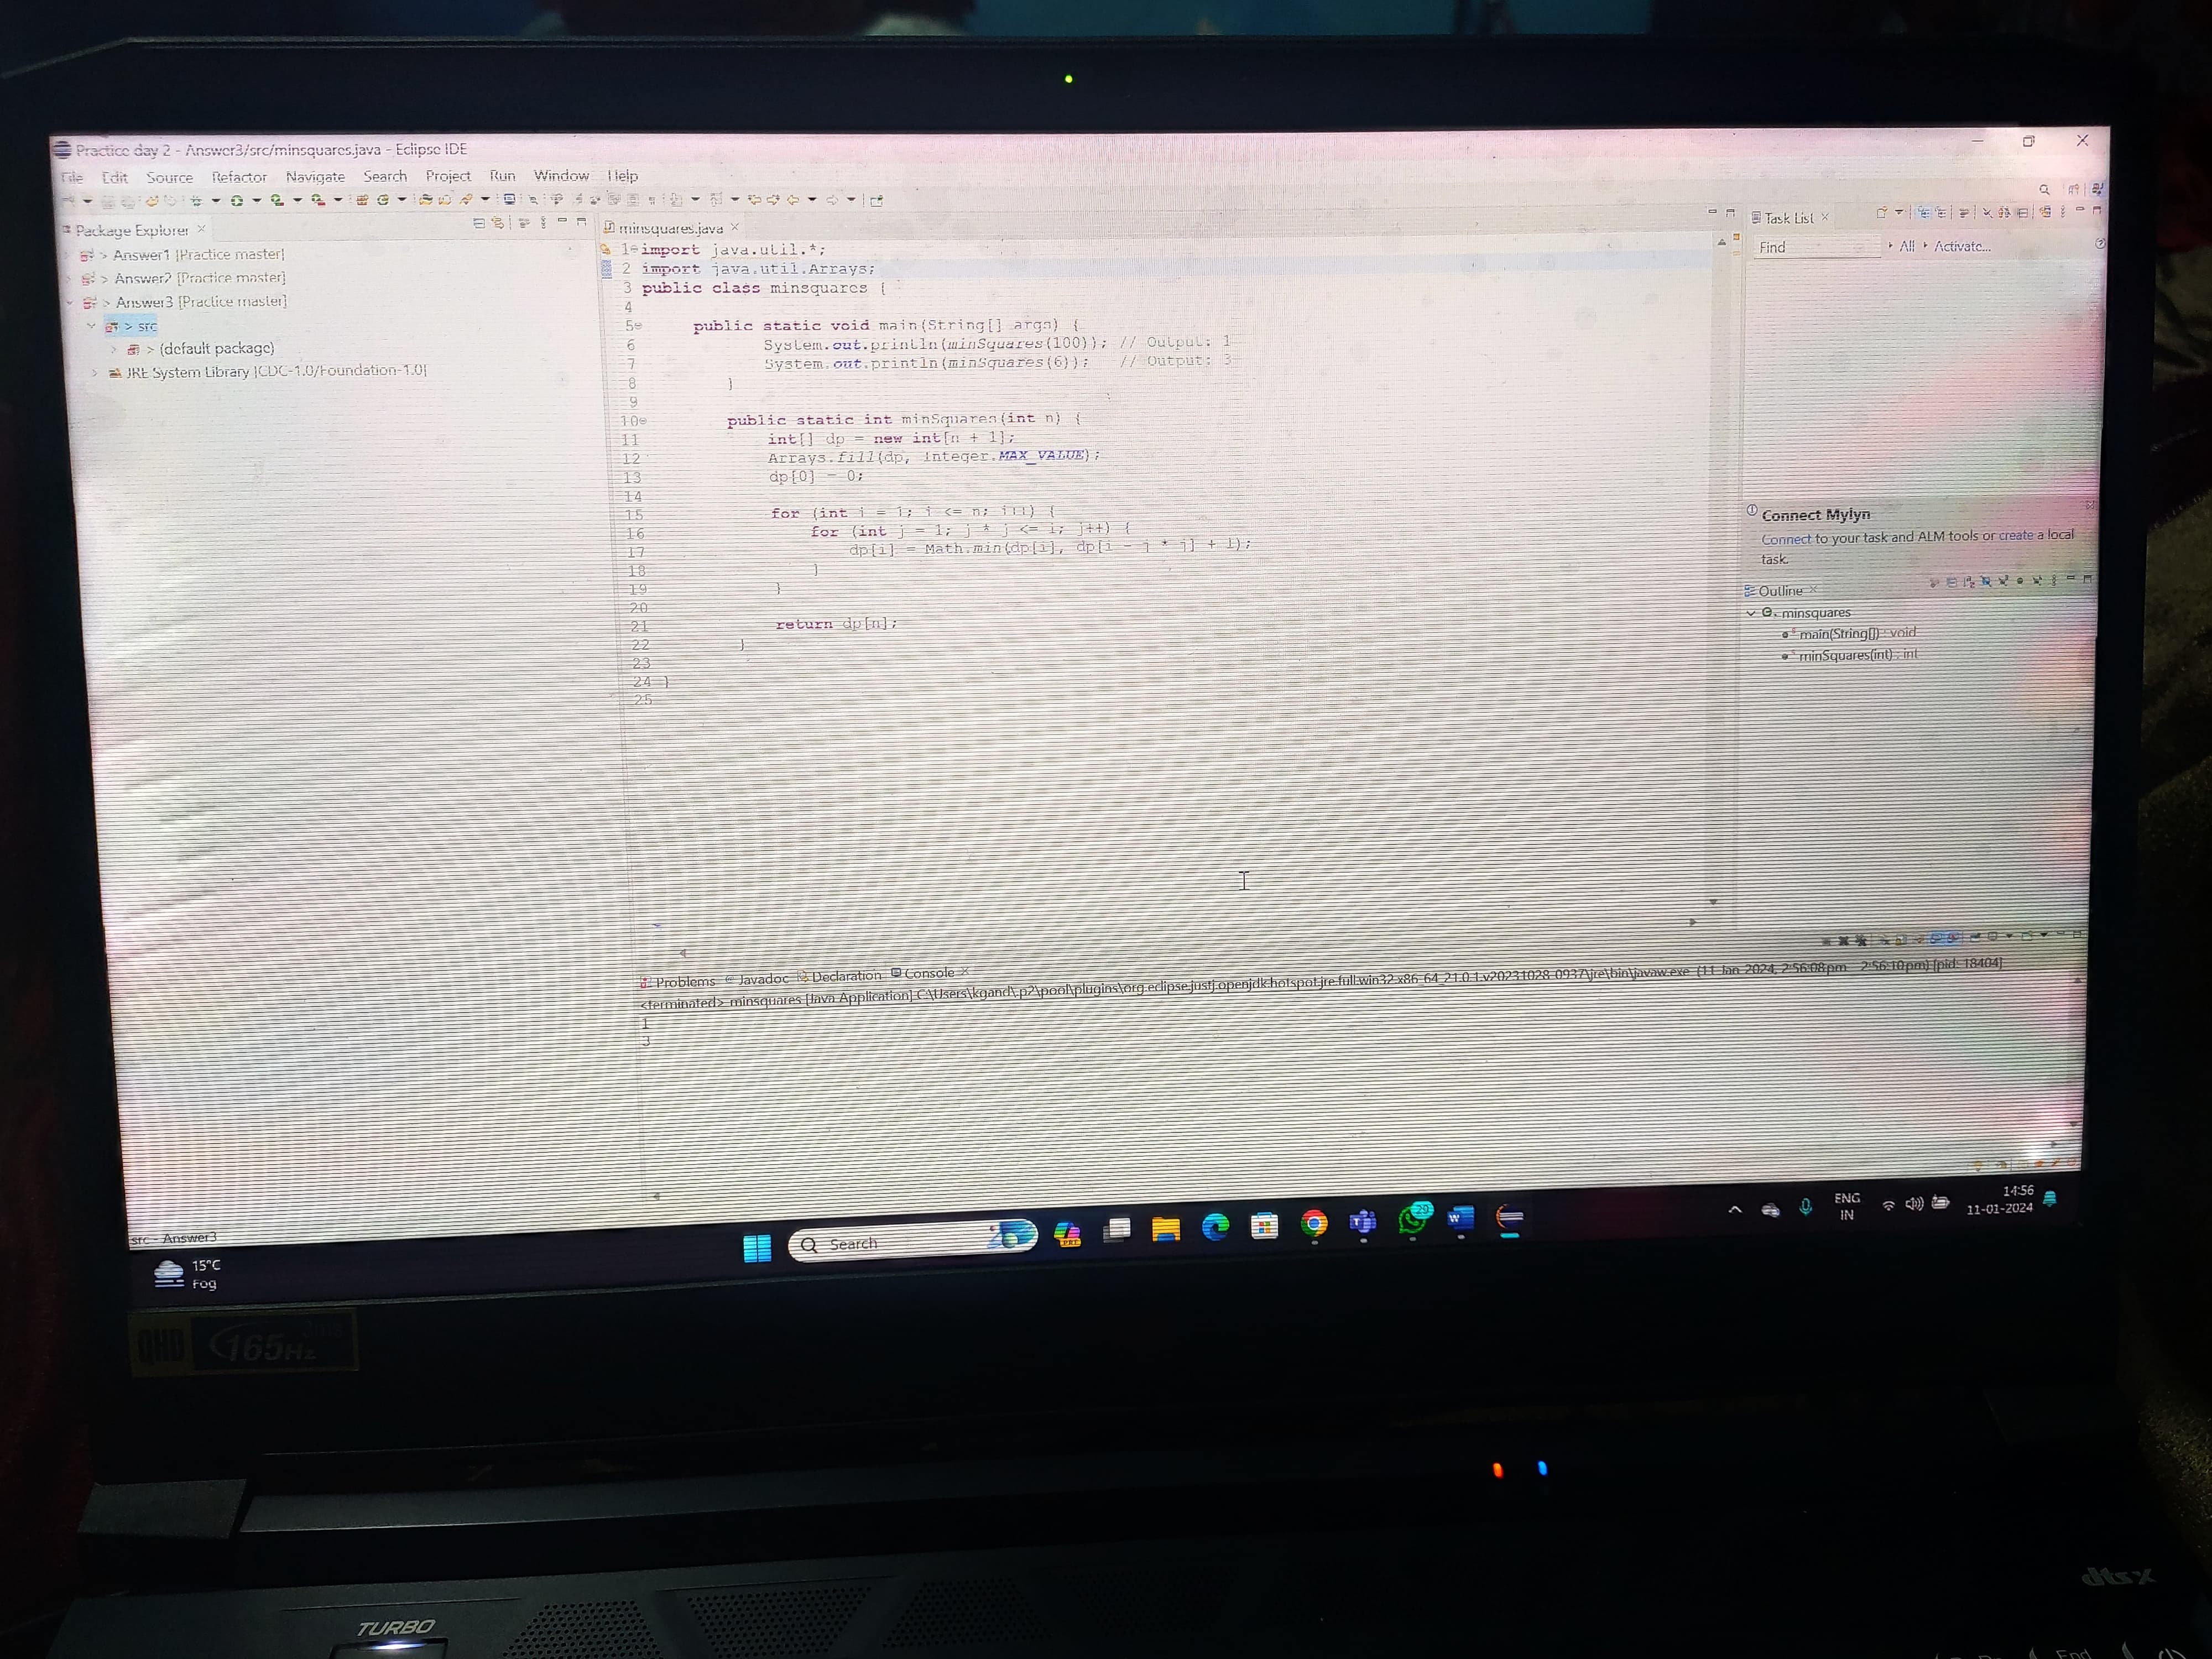 Practice day 2 - Answer3/src/minsquares.java - Eclipse IDE
File Edit Source Refactor Navigate Search Project Run Window Help
Package Explorer
> Answer1 [Practice master]
> Answer2 [Practice master]
> Answer3 [Practice master]
> src
> (default package)
JRE System Library [CDC-1.0/Foundation-1.0]
minsquares.java
1 import java.util.*;
2 import java.util.Arrays;
3 public class minsquares {
4
5 public static void main(String[] args) {
6 System.out.println(minSquares(100)); // Output: 1
7 System.out.println(minSquares(6)); // Output: 3
8 }
9
10 public static int minSquares(int n) {
11 int[] dp = new int[n + 1];
12 Arrays.fill(dp, Integer.MAX_VALUE);
13 dp[0] = 0;
14
15 for (int i = 1; i <= n; i++) {
16 for (int j = 1; j * j <= i; j++) {
17 dp[i] = Math.min(dp[i], dp[i - j * j] + 1);
18 }
19 }
20
21 return dp[n];
22 }
23
24 }
25
Task List
Find All Activate...
Connect Mylyn
Connect to your task and ALM tools or create a local
task.
Outline
minsquares
main(String[]) : void
minSquares(int) : int
Problems Javadoc Declaration Console
<terminated> minsquares [Java Application] C:\Users\kgand\.p2\pool\plugins\org.eclipse.justj.openjdk.hotspot.jre.full.win32.x86-64_21.0.1.v20231028-0937\jre\bin\javaw.exe (11 Jan 2024, 2:56:08 pm – 2:56:10 pm) [pid: 18404]
1
3
src - Answer3
15°C
Fog
Search
PRE
20
ENG
IN
14:56
11-01-2024
QHD
165Hz
3ms
dtsX
TURBO
End